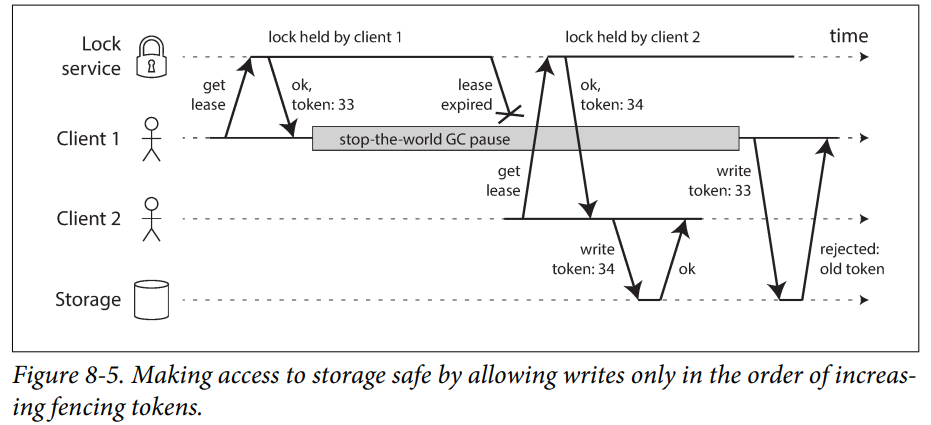 lock held by client 1
lock held by client 2
time
Lock
service
get
lease
ok,
token: 33
lease
expired
ok,
token: 34
Client 1
stop-the-world GC pause
get
lease
write
token: 33
Client 2
write
token: 34
ok
rejected:
old token
Storage
Figure 8-5. Making access to storage safe by allowing writes only in the order of increas-
ing fencing tokens.